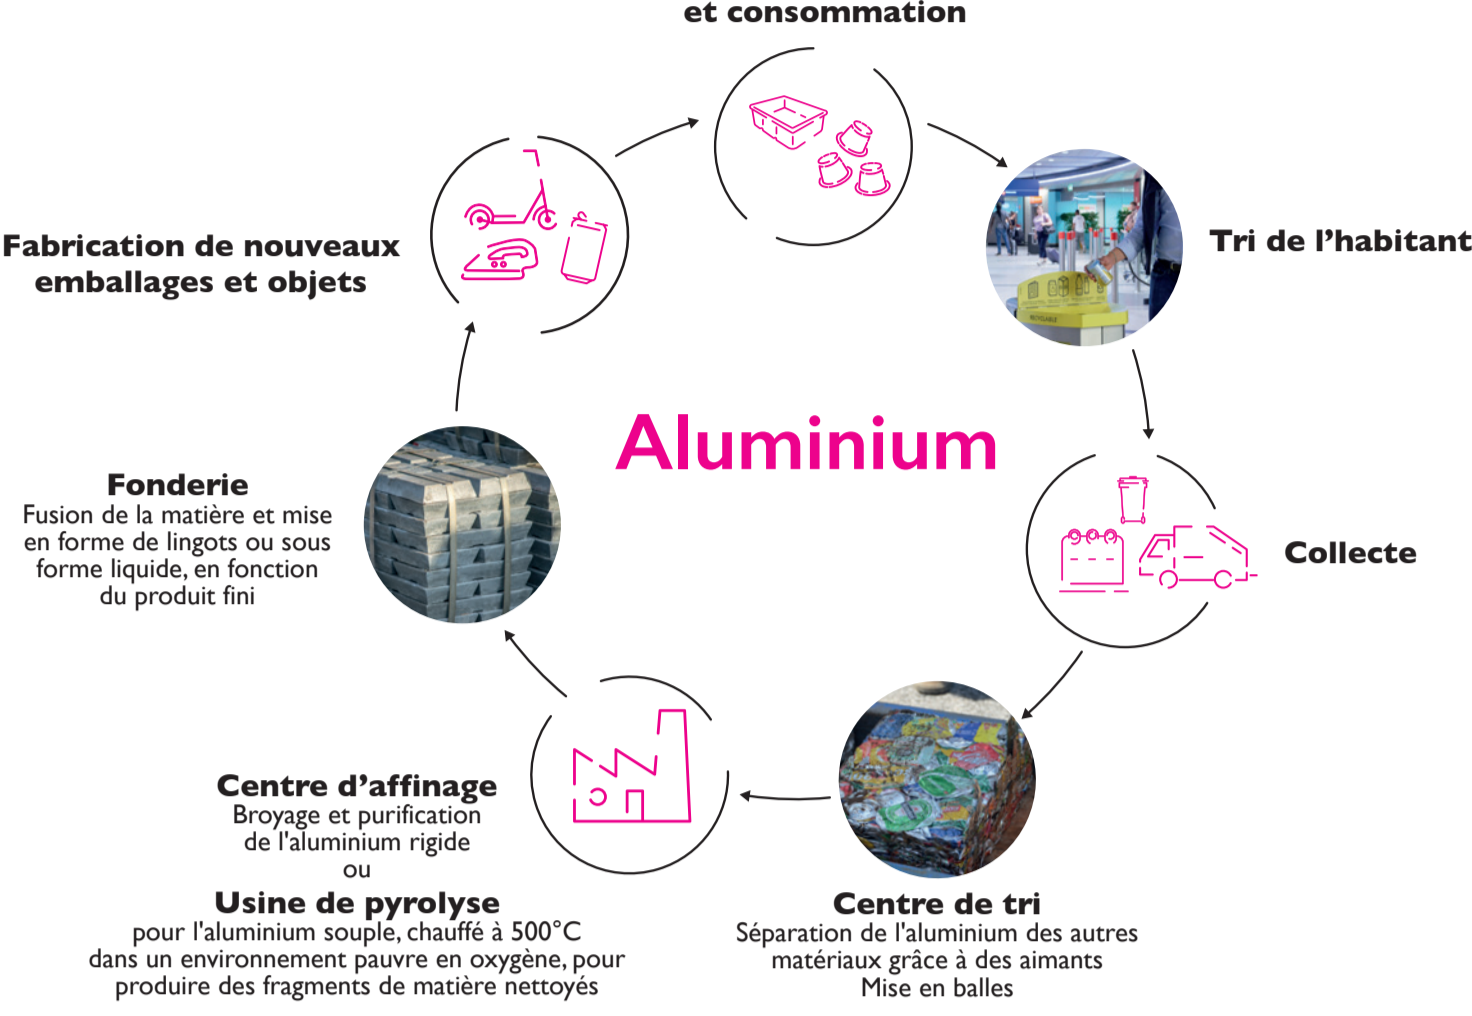 et consommation
Tri de l'habitant
Collecte
Centre de tri
Séparation de l'aluminium des autres
matériaux grâce à des aimants
Mise en balles
Centre d'affinage
Broyage et purification
de l'aluminium rigide
ou
Usine de pyrolyse
pour l'aluminium souple, chauffé à 500°C
dans un environnement pauvre en oxygène, pour
produire des fragments de matière nettoyés
Fonderie
Fusion de la matière et mise
en forme de lingots ou sous
forme liquide, en fonction
du produit fini
Fabrication de nouveaux
emballages et objets
Aluminium
RECYCLABLE